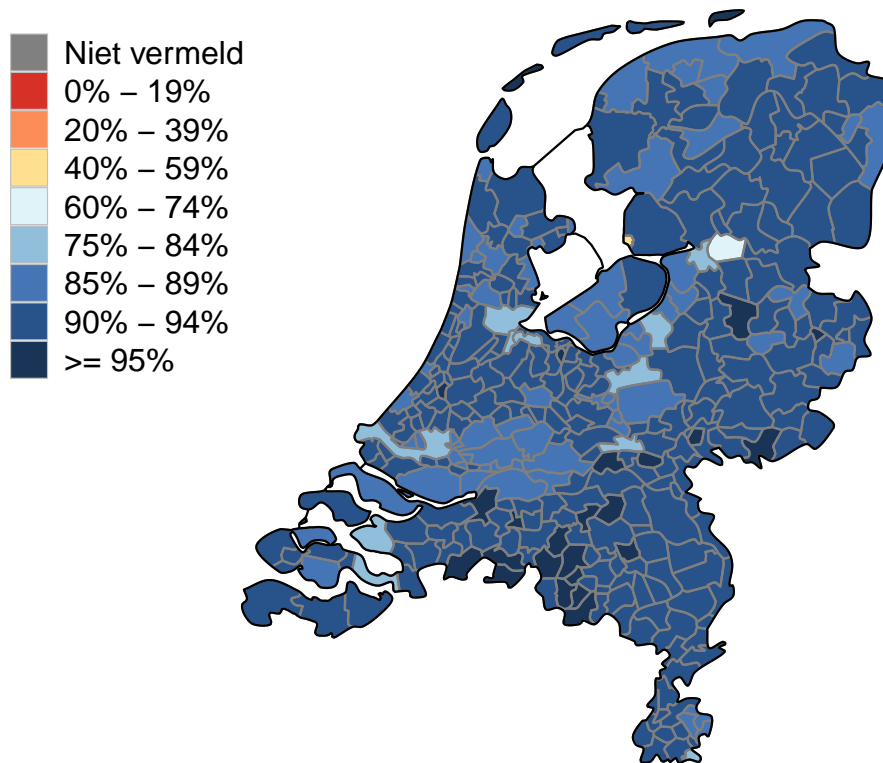 Niet vermeld
0% – 19%
20% – 39%
40% – 59%
60% – 74%
75% – 84%
85% – 89%
90% – 94%
>= 95%